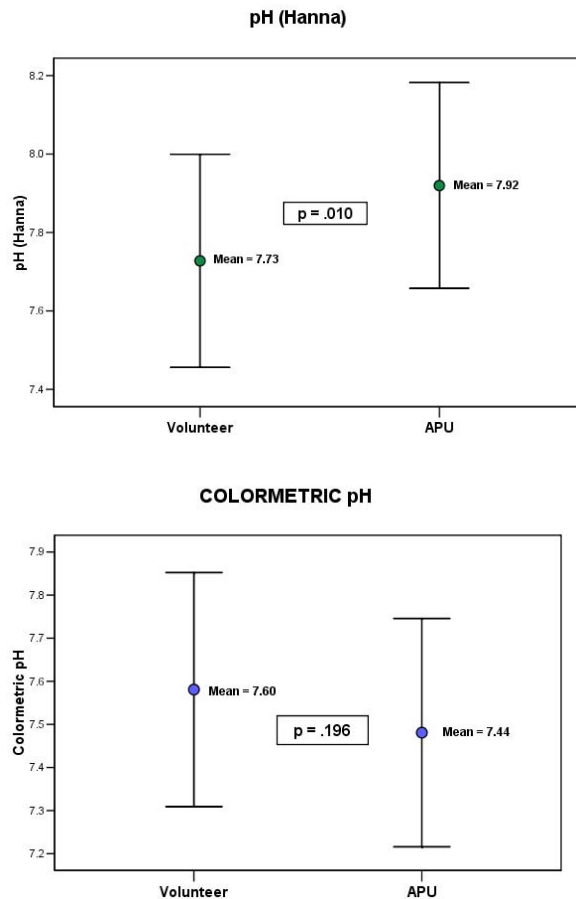 pH (Hanna)
8.2
8.0
7.8
7.6
7.4
pH (Hanna)
Mean = 7.92
p = .010
Mean = 7.73
Volunteer APU
COLORMETRIC pH
7.9
7.8
7.7
7.6
7.5
7.4
7.3
7.2
Colormetric pH
Mean = 7.60
p = .196
Mean = 7.44
Volunteer APU